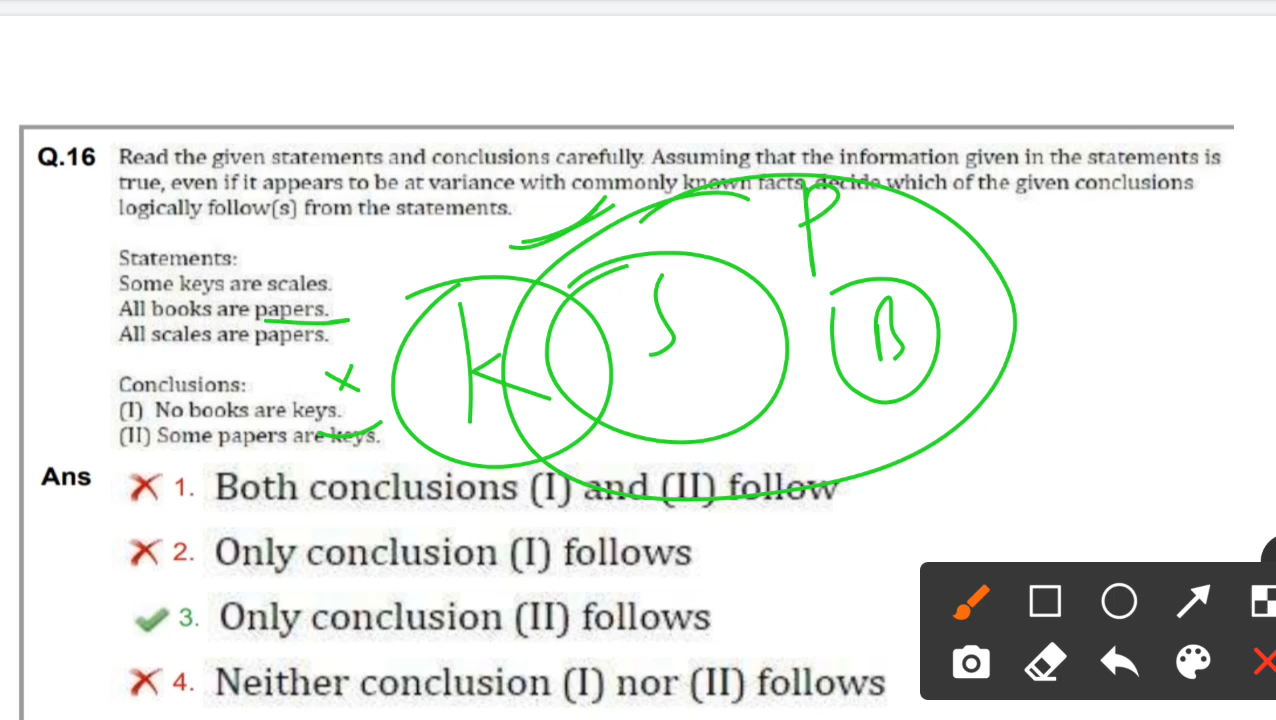 Q.16 Read the given statements and conclusions carefully. Assuming that the information given in the statements is
true, even if it appears to be at variance with commonly known facts, decide which of the given conclusions
logically follow(s) from the statements.
P
Statements:
Some keys are scales.
All books are papers.
All scales are papers.
K
S
B
Conclusions:
(I) No books are keys.
(II) Some papers are keys.
Ans
1. Both conclusions (I) and (II) follow
2. Only conclusion (I) follows
3. Only conclusion (II) follows
4. Neither conclusion (I) nor (II) follows